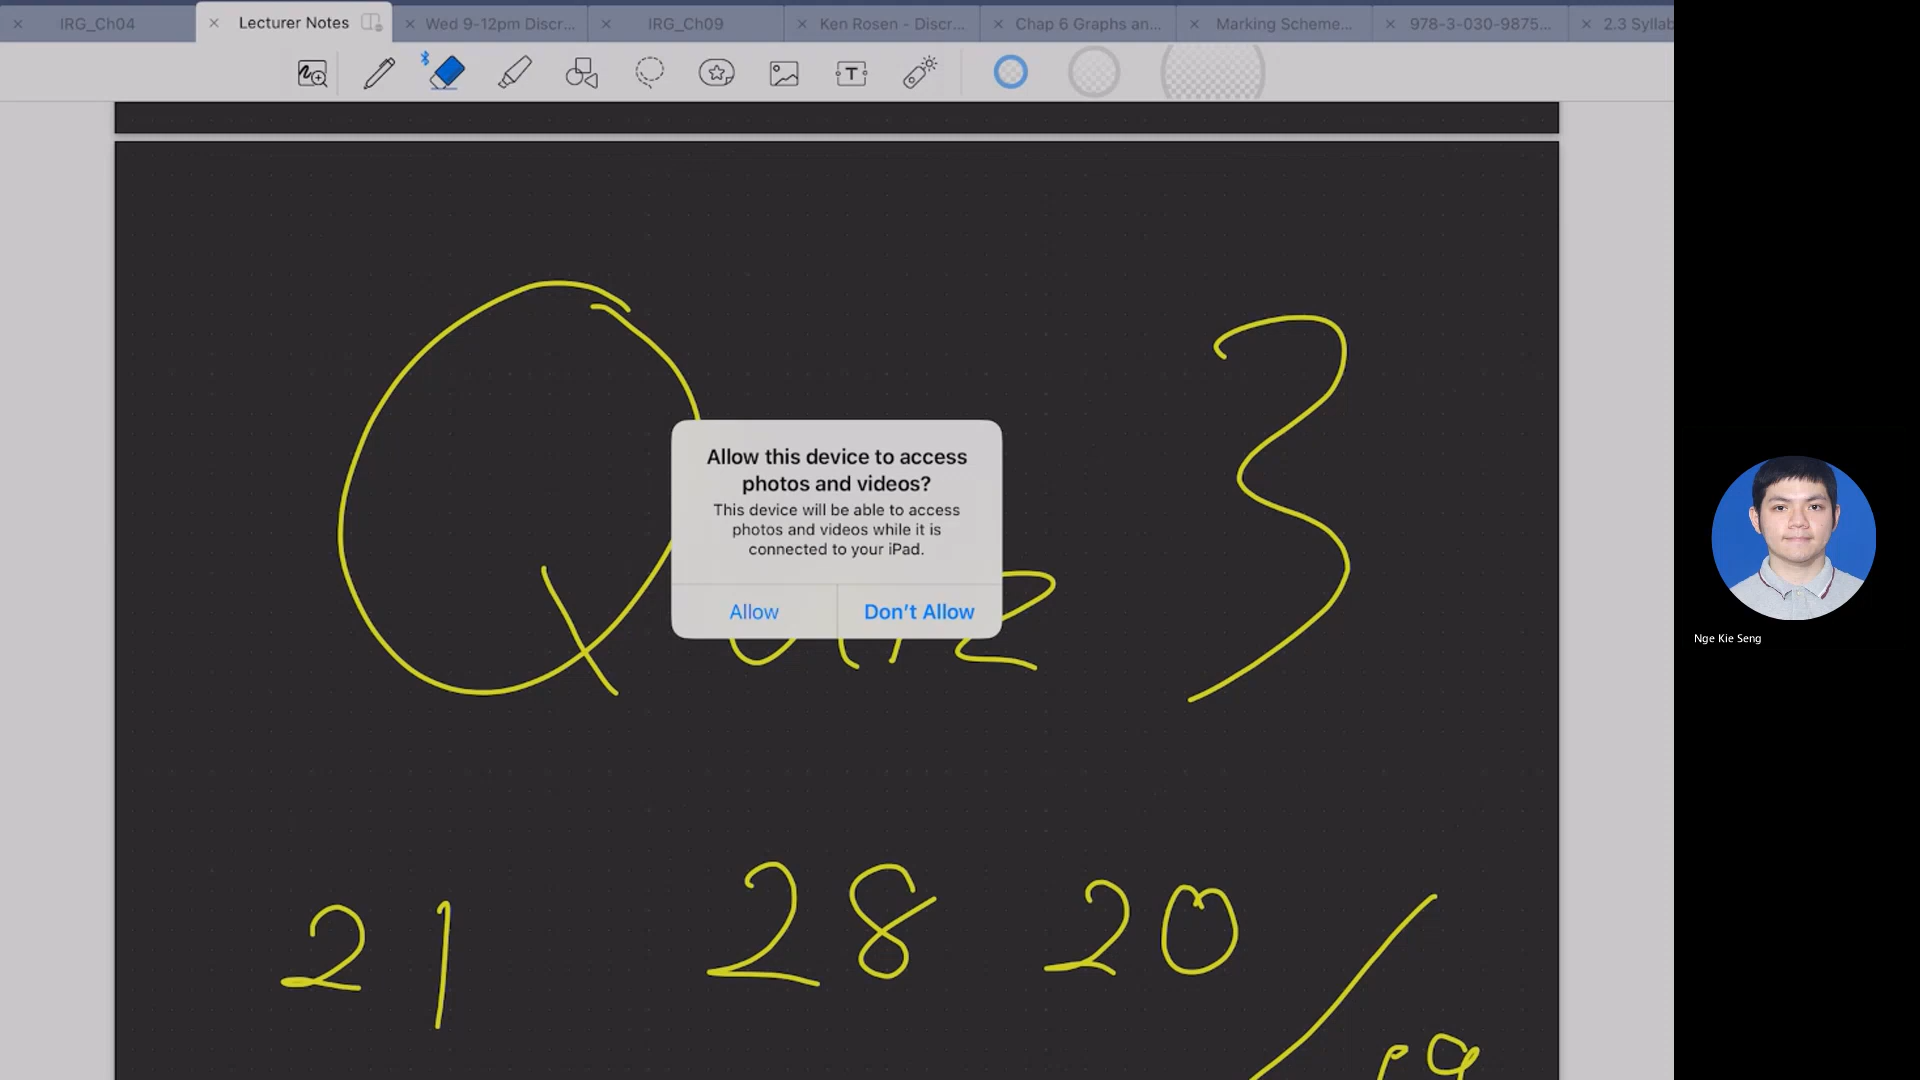 IRG_Ch04 Lecturer Notes Wed 9-12pm Discr... IRG_Ch09 Ken Rosen - Discr... Chap 6 Graphs an... Marking Scheme... 978-3-030-9875... 2.3 Syllab
T
3
Allow this device to access
photos and videos?
This device will be able to access
photos and videos while it is
connected to your iPad.
Allow Don't Allow
Nge Kie Seng
21 28 20